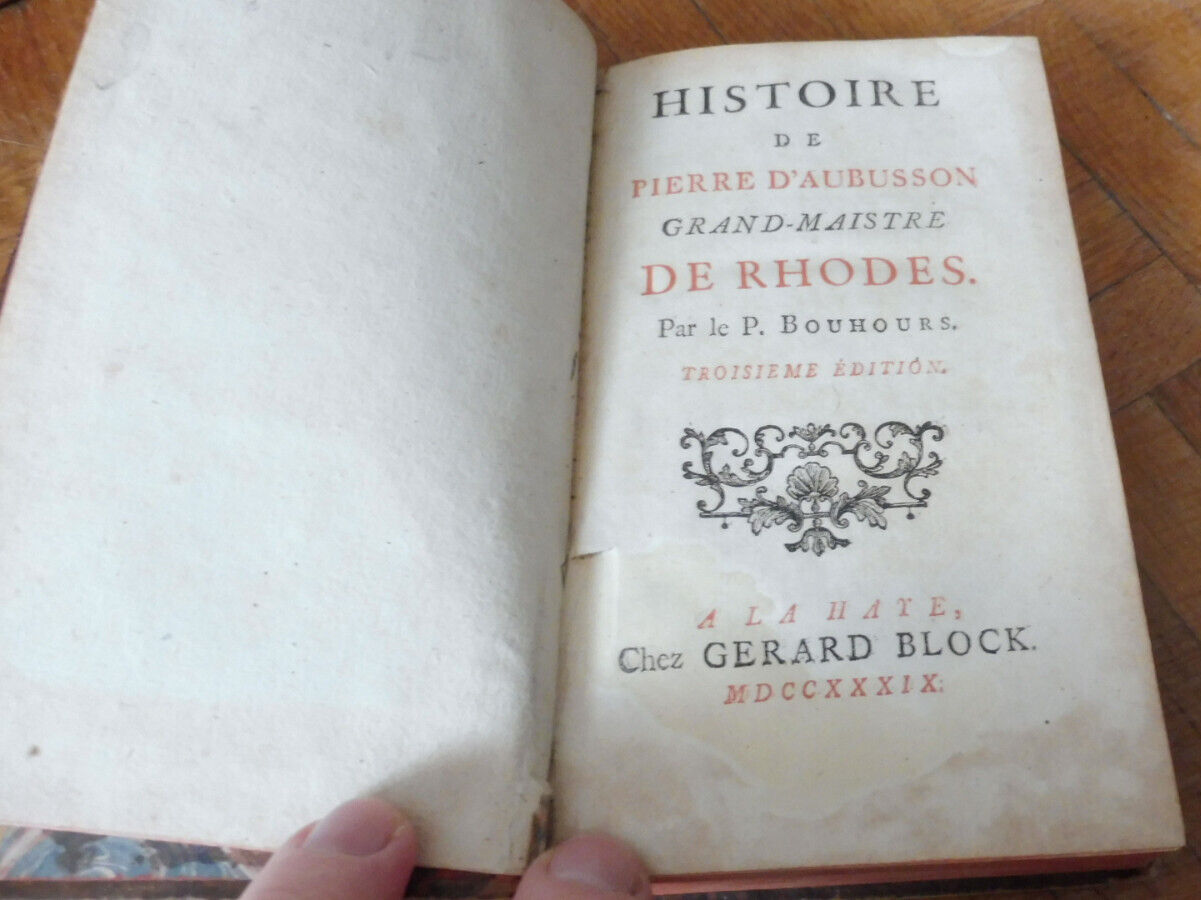 HISTOIRE
DE
PIERRE D'AUBUSSON
GRAND-MAISTRE
DE RHODES.
Par le P. BOUHOURS.
TROISIEME ÉDITION.
A LA HAYE,
Chez GERARD BLOCK.
MDCCXXXIX.